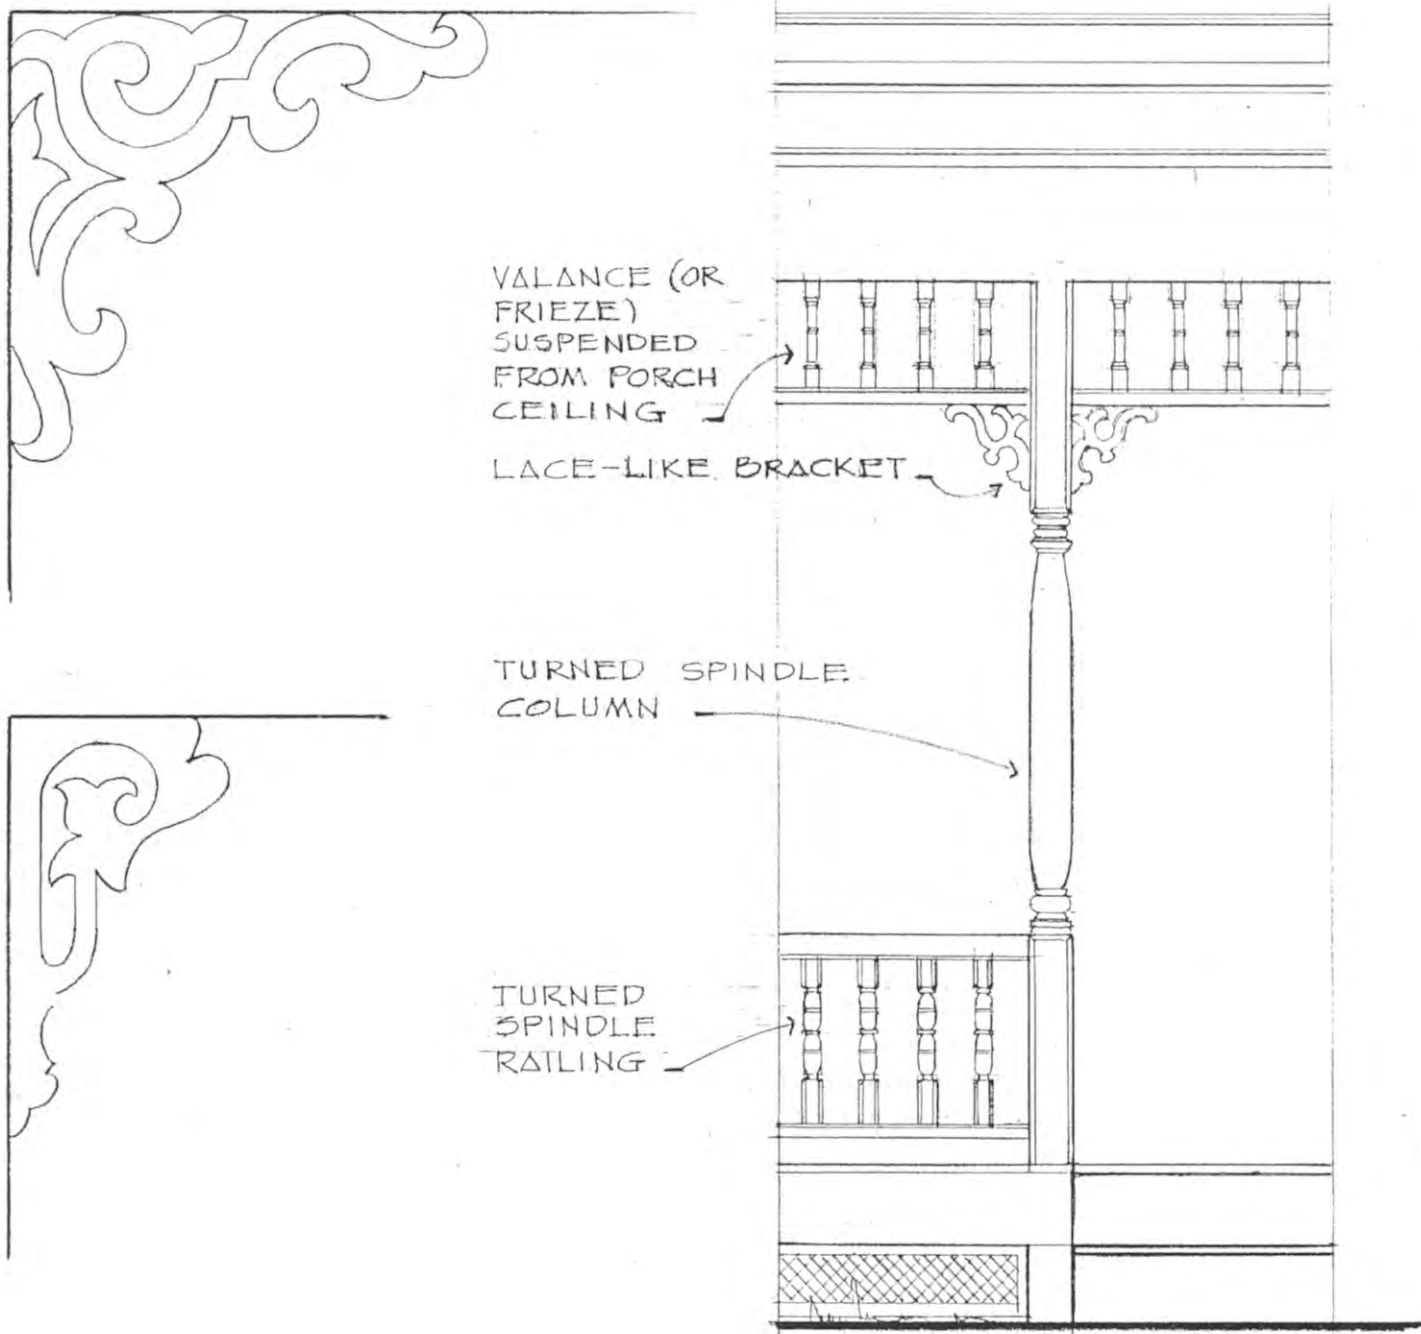 VALANCE (OR
FRIEZE)
SUSPENDED
FROM PORCH
CEILING
LACE-LIKE BRACKET
TURNED SPINDLE
COLUMN
TURNED
SPINDLE
RAILING